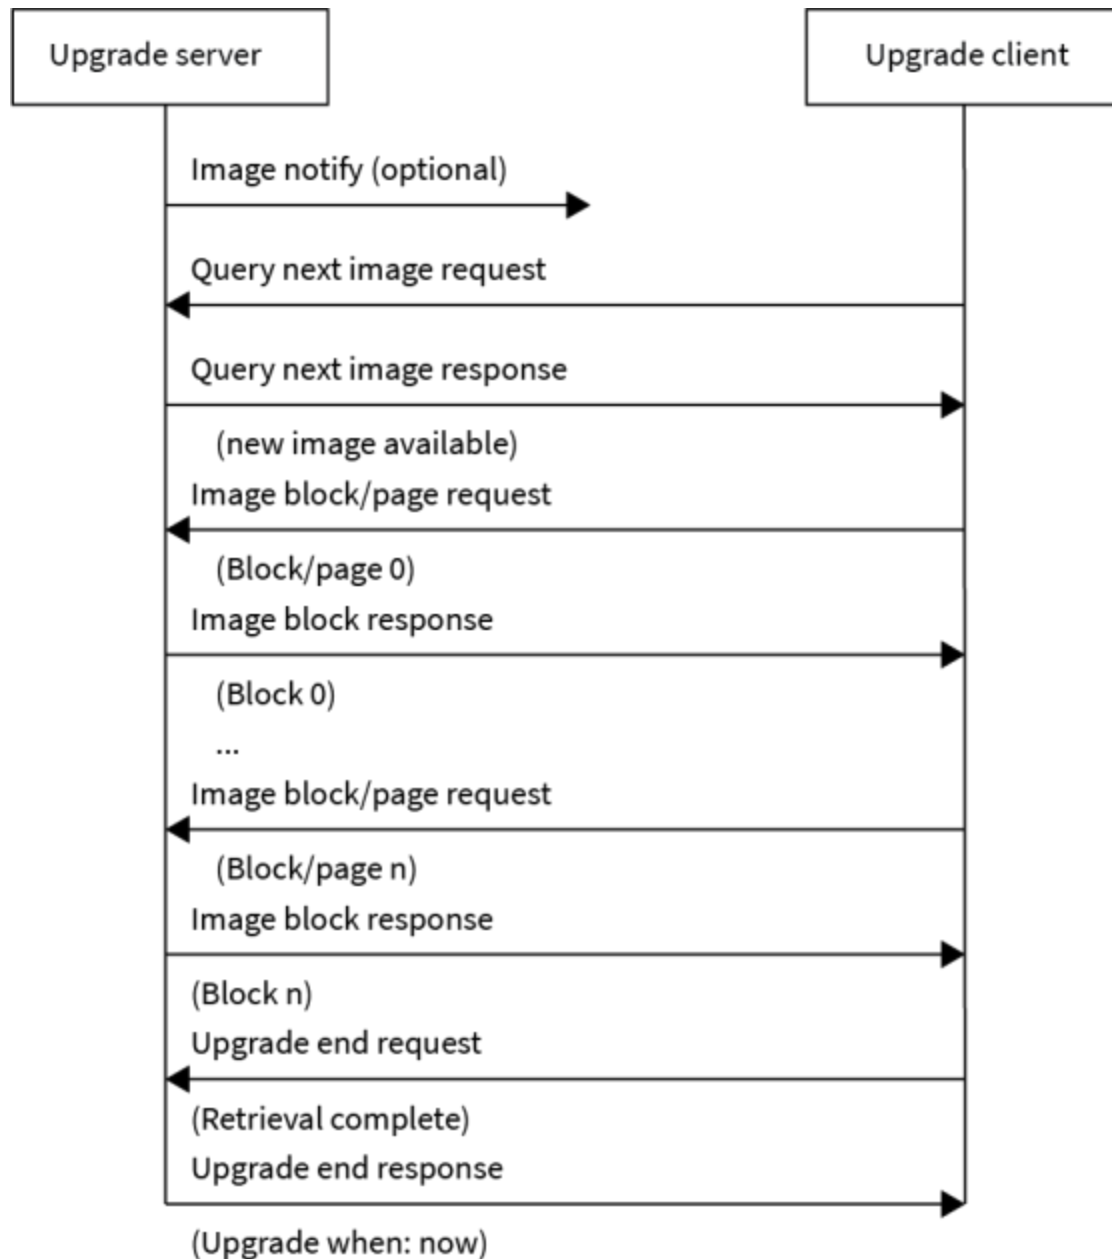 Upgrade server
Upgrade client
Image notify (optional)
Query next image request
Query next image response
(new image available)
Image block/page request
(Block/page 0)
Image block response
(Block 0)
...
Image block/page request
(Block/page n)
Image block response
(Block n)
Upgrade end request
(Retrieval complete)
Upgrade end response
(Upgrade when: now)